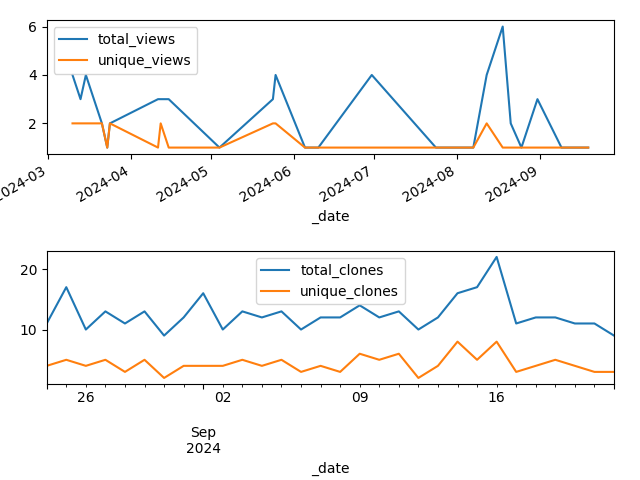 6
4
2
total_views
unique_views
2024-03
2024-04
2024-05
2024-06
2024-07
2024-08
2024-09
_date
20
10
total_clones
unique_clones
26
02
09
16
Sep
2024
_date